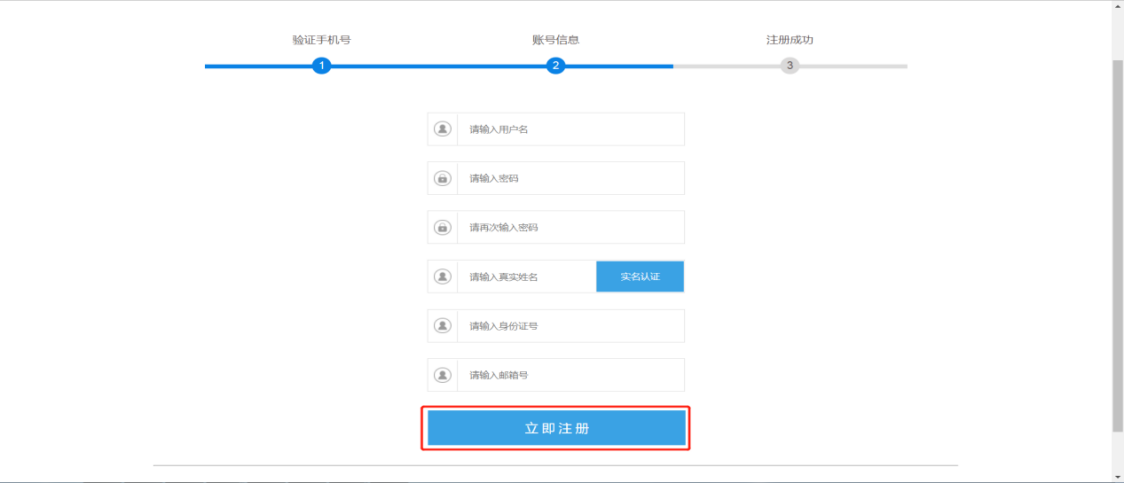 验证手机号 账号信息 注册成功
1 2 3
请输入用户名
请输入密码
请再次输入密码
请输入真实姓名 实名认证
请输入身份证号
请输入邮箱号
立即注册